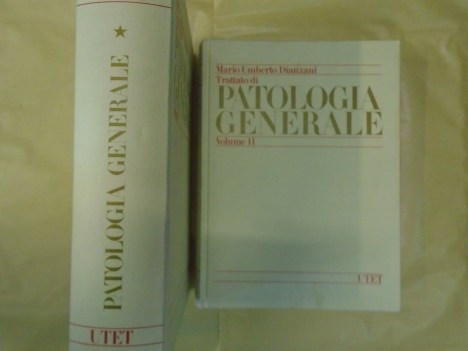 PATOLOGIA GENERALE ★
UTET
Mario Umberto Dianzani
Trattato di
PATOLOGIA
GENERALE
Volume II
UTET